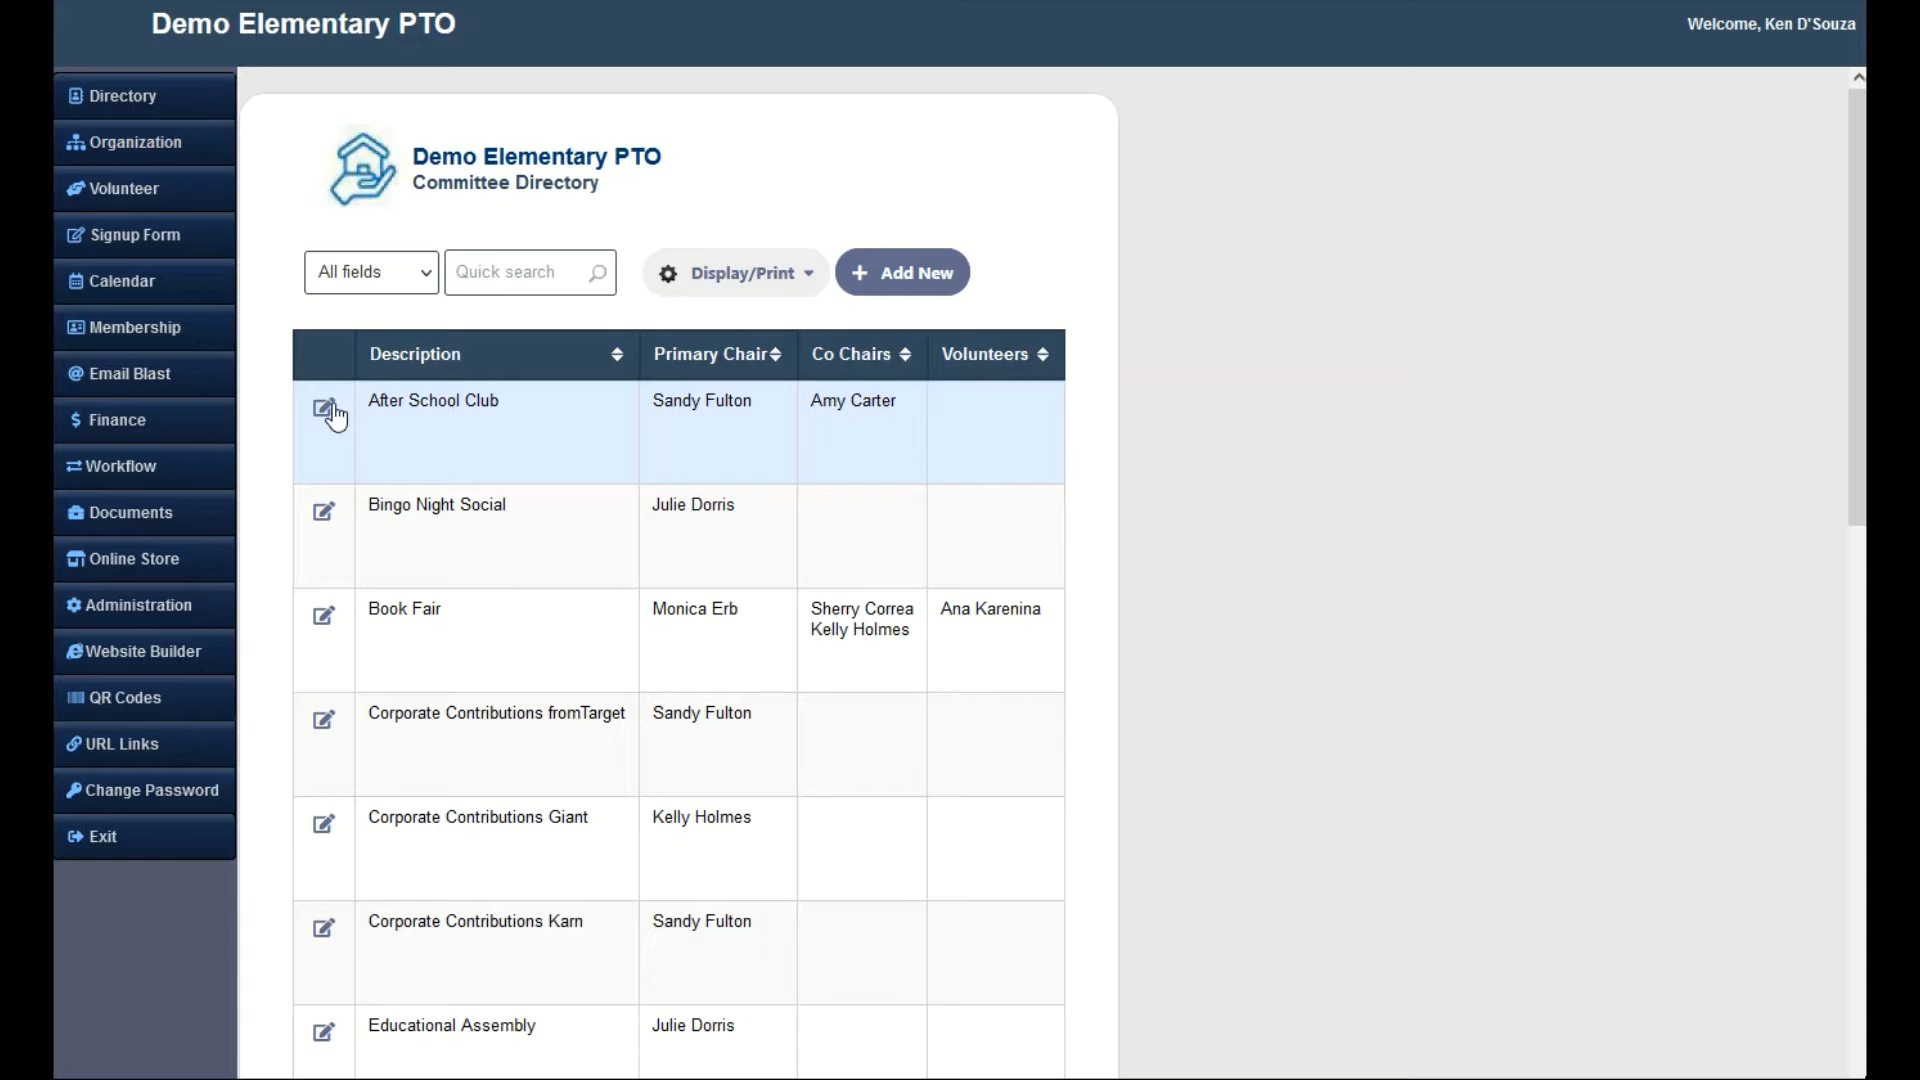 Demo Elementary PTO
Welcome, Ken D'Souza
Directory
Organization
Volunteer
Signup Form
Calendar
Membership
Email Blast
Finance
Workflow
Documents
Online Store
Administration
Website Builder
QR Codes
URL Links
Change Password
Exit
Demo Elementary PTO
Committee Directory
All fields Quick search Display/Print + Add New
Description Primary Chair Co Chairs Volunteers
After School Club Sandy Fulton Amy Carter
Bingo Night Social Julie Dorris
Book Fair Monica Erb Sherry Correa Ana Karenina
Kelly Holmes
Corporate Contributions fromTarget Sandy Fulton
Corporate Contributions Giant Kelly Holmes
Corporate Contributions Karn Sandy Fulton
Educational Assembly Julie Dorris